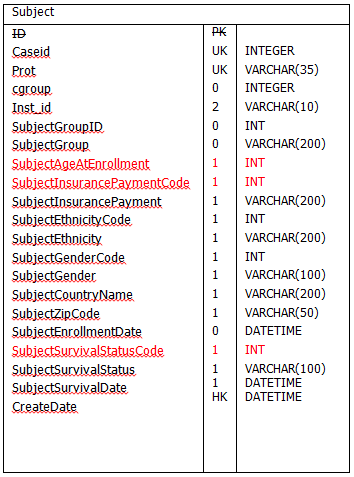 Subject
ID PK
Caseid UK INTEGER
Prot UK VARCHAR(35)
cgroup 0 INTEGER
Inst_id 2 VARCHAR(10)
SubjectGroupID 0 INT
SubjectGroup 0 VARCHAR(200)
SubjectAgeAtEnrollment 1 INT
SubjectInsurancePaymentCode 1 INT
SubjectInsurancePayment 1 VARCHAR(200)
SubjectEthnicityCode 1 INT
SubjectEthnicity 1 VARCHAR(200)
SubjectGenderCode 1 INT
SubjectGender 1 VARCHAR(100)
SubjectCountryName 1 VARCHAR(200)
SubjectZipCode 1 VARCHAR(50)
SubjectEnrollmentDate 0 DATETIME
SubjectSurvivalStatusCode 1 INT
SubjectSurvivalStatus 1 VARCHAR(100)
SubjectSurvivalDate 1 DATETIME
CreateDate HK DATETIME